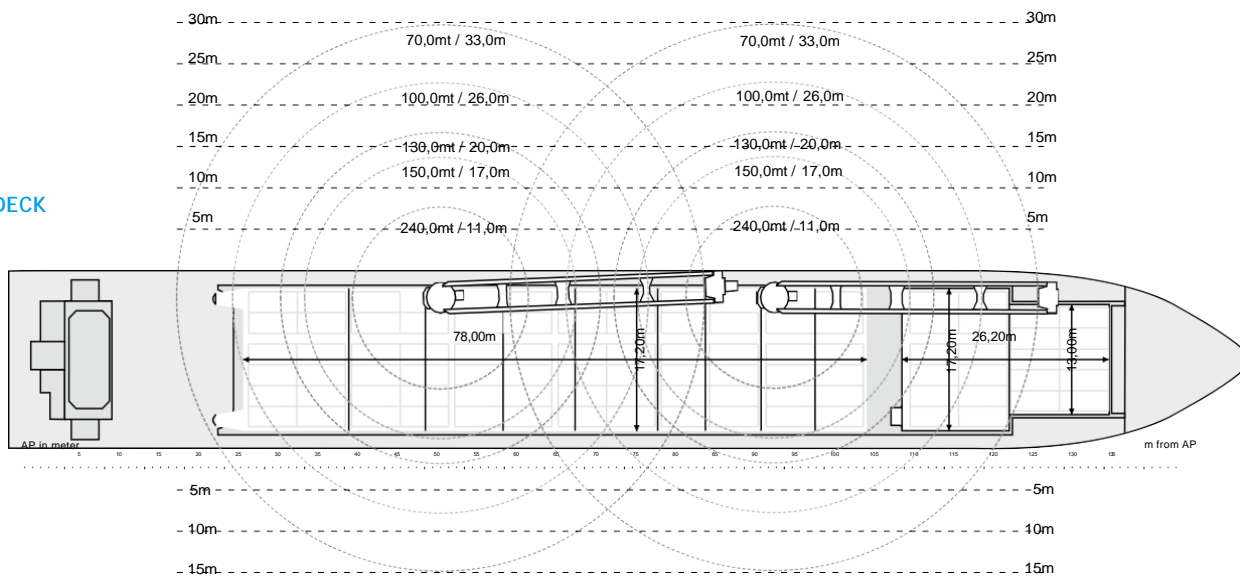 30m 30m
70,0mt / 33,0m 70,0mt / 33,0m
25m 25m
100,0mt / 26,0m 100,0mt / 26,0m
20m 20m
15m 130,0mt / 20,0m 130,0mt / 20,0m 15m
10m 150,0mt / 17,0m 150,0mt / 17,0m 10m
DECK
5m 5m
240,0mt / 11,0m 240,0mt / 11,0m
78,00m 17,20m 17,20m 26,20m 13,00m
AP in meter m from AP
5 10 15 20 25 30 35 40 45 50 55 60 65 70 75 80 85 90 95 100 105 110 115 120 125 130 135
5m 5m
10m 10m
15m 15m